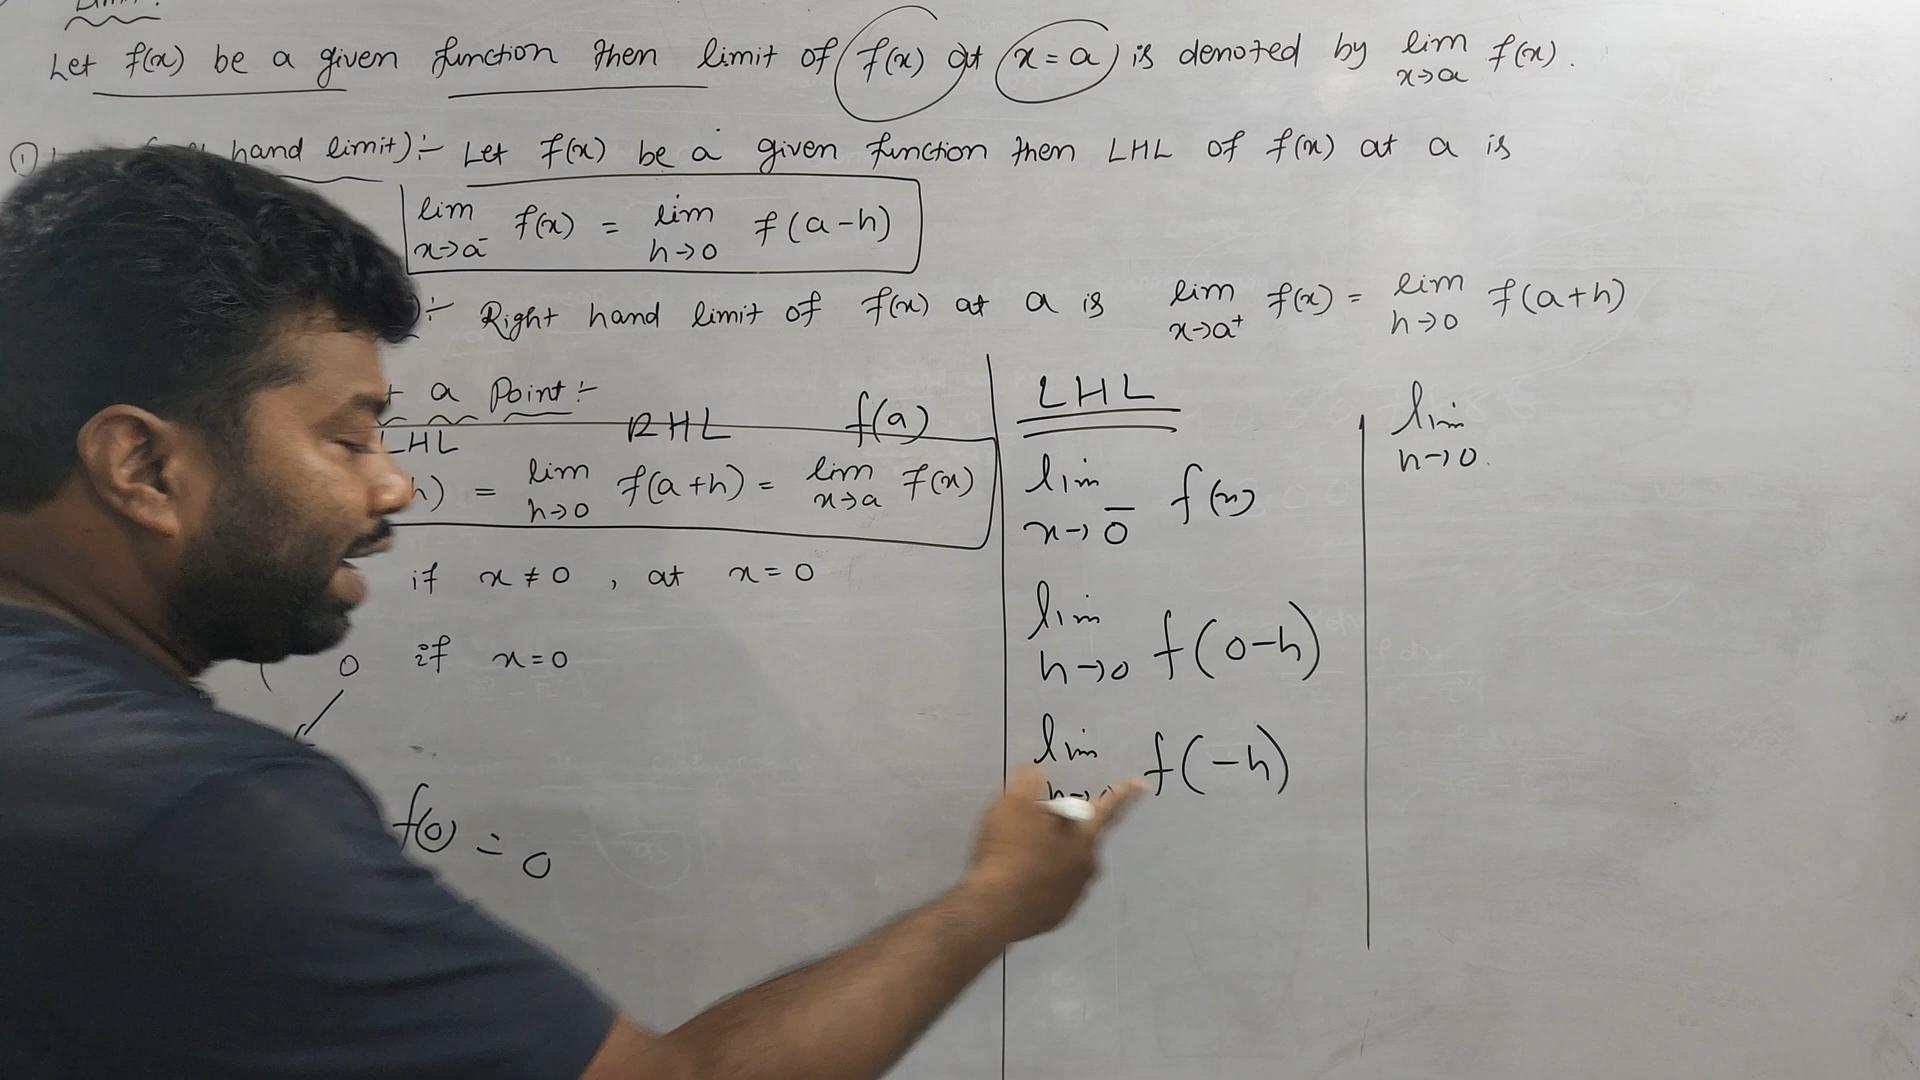 Let f(x) be a given function then limit of f(x) at x = a is denoted by lim x→a f(x).
① hand limit):- Let f(x) be a given function then LHL of f(x) at a is
lim x→a⁻ f(x) = lim h→0 f(a-h)
):- Right hand limit of f(x) at a is lim x→a⁺ f(x) = lim h→0 f(a+h)
a Point:-
LHL RHL f(a)
h) = lim h→0 f(a+h) = lim x→a f(x)
if x ≠ 0 , at x = 0
0 if x = 0
f(0) = 0
LHL
lim x→0⁻ f(x)
lim h→0 f(0-h)
lim h→ f(-h)
lim h→0